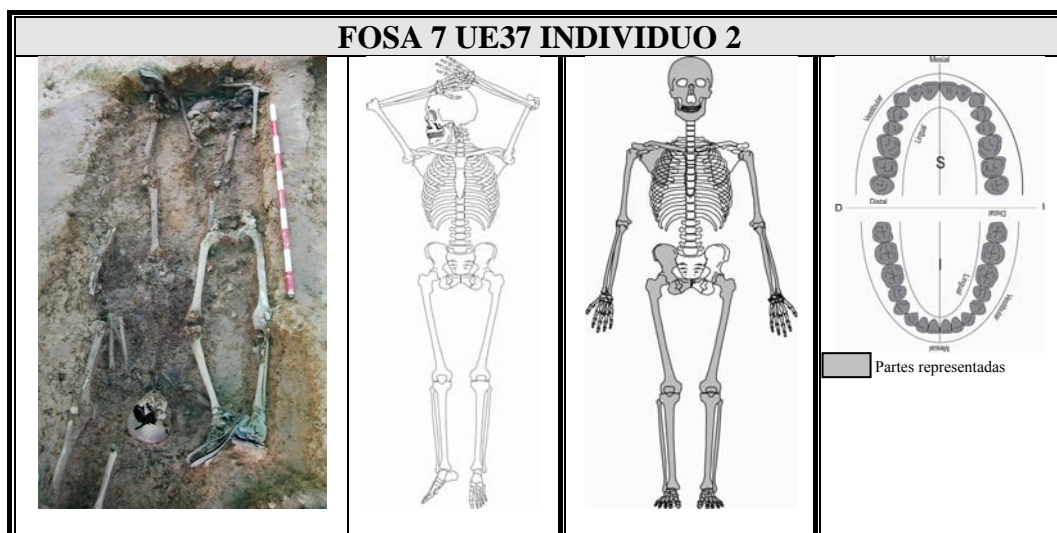 FOSA 7 UE37 INDIVIDUO 2
Mesial
Vestibular
Lingual
S
Distal
D
I
Distal
I
Lingual
Vestibular
Mesial
Partes representadas